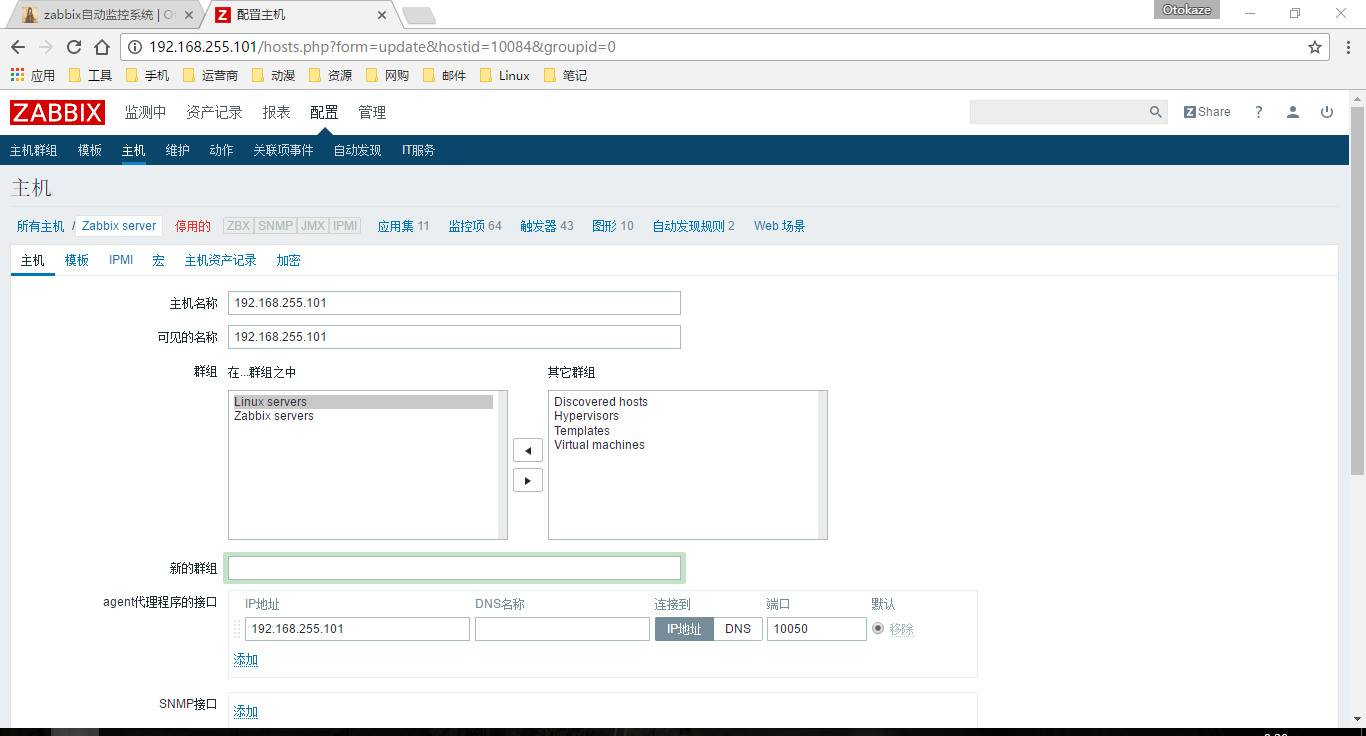 zabbix自动监控系统 | O
配置主机
Otokaze
192.168.255.101/hosts.php?form=update&hostid=10084&groupid=0
应用 工具 手机 运营商 动漫 资源 网购 邮件 Linux 笔记
ZABBIX 监测中 资产记录 报表 配置 管理 Z Share ?
主机群组 模板 主机 维护 动作 关联项事件 自动发现 IT服务
主机
所有主机 / Zabbix server 停用的 ZBX SNMP JMX IPMI 应用集 11 监控项 64 触发器 43 图形 10 自动发现规则 2 Web 场景
主机 模板 IPMI 宏 主机资产记录 加密
主机名称 192.168.255.101
可见的名称 192.168.255.101
群组 在...群组之中 其它群组
Linux servers Discovered hosts
Zabbix servers Hypervisors
Templates
Virtual machines
新的群组
agent代理程序的接口 IP地址 DNS名称 连接到 端口 默认
192.168.255.101 IP地址 DNS 10050 移除
添加
SNMP接口 添加